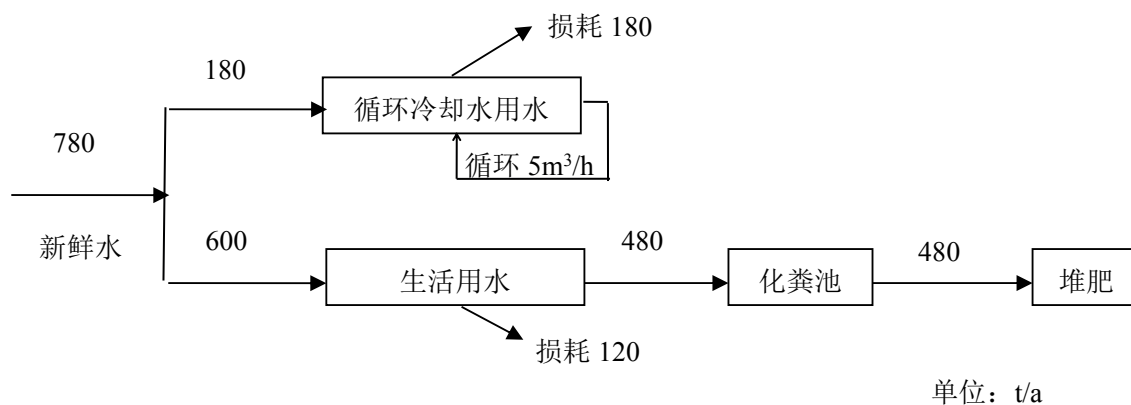 损耗 180
180
循环冷却水用水
780
循环 5m³/h
新鲜水
600
480
480
生活用水
化粪池
堆肥
损耗 120
单位：t/a